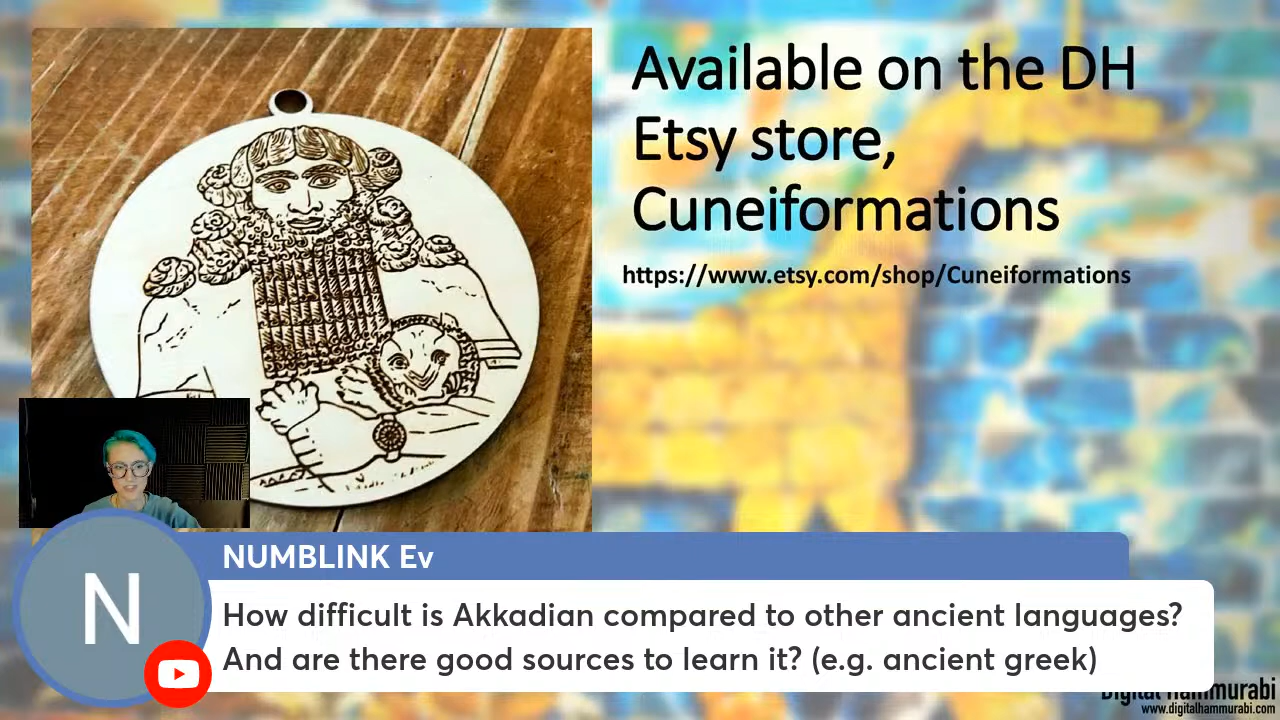 Available on the DH
Etsy store,
Cuneiformations
https://www.etsy.com/shop/Cuneiformations
NUMBLINK Ev
N
How difficult is Akkadian compared to other ancient languages?
And are there good sources to learn it? (e.g. ancient greek)
Digital Hammurabi
www.digitalhammurabi.com